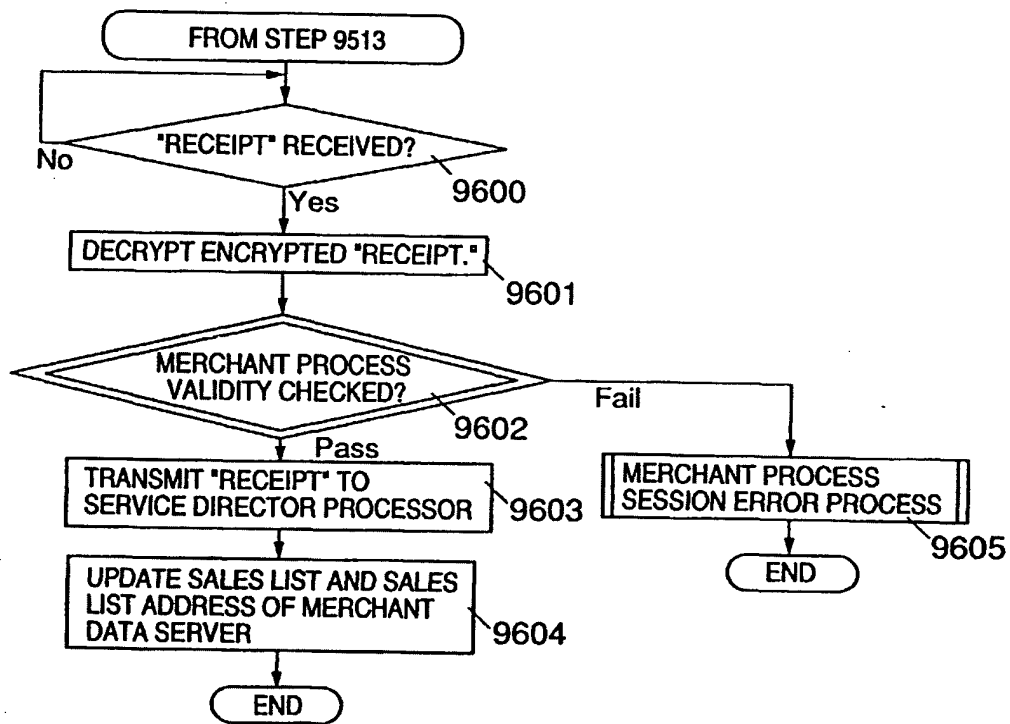 FROM STEP 9513
"RECEIPT" RECEIVED?
No
9600
Yes
DECRYPT ENCRYPTED "RECEIPT."
9601
MERCHANT PROCESS
VALIDITY CHECKED?
9602
Fail
Pass
TRANSMIT "RECEIPT" TO
SERVICE DIRECTOR PROCESSOR
9603
MERCHANT PROCESS
SESSION ERROR PROCESS
9605
END
UPDATE SALES LIST AND SALES
LIST ADDRESS OF MERCHANT
DATA SERVER
9604
END